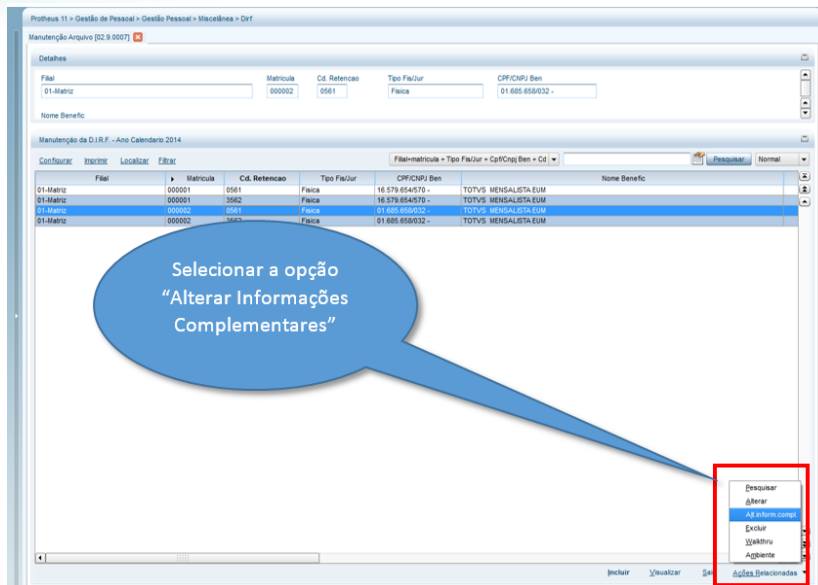 Protheus 11 > Gestão de Pessoal > Gestão Pessoal > Miscelânea > Dirf
Manutenção Arquivo [02.9.0007]
Detalhes
Filial Matricula Cd. Retencao Tipo Fis/Jur CPF/CNPJ Ben
01-Matriz 000002 0561 Fisica 01.685.658/032 -
Nome Benefic
Manutenção da D.I.R.F. - Ano Calendario 2014
Configurar Imprimir Localizar Filtrar Filial+matricula + Tipo Fis/Jur + Cpf/Cnpj Ben + Cd Pesquisar Normal
Filial Matricula Cd. Retencao Tipo Fis/Jur CPF/CNPJ Ben Nome Benefic
01-Matriz 000001 0561 Fisica 16.579.654/570 - TOTVS MENSALISTA EUM
01-Matriz 000001 3562 Fisica 16.579.654/570 - TOTVS MENSALISTA EUM
01-Matriz 000002 0561 Fisica 01.685.658/032 - TOTVS MENSALISTA EUM
01-Matriz 000002 3562 Fisica 01.685.658/032 - TOTVS MENSALISTA EUM
Selecionar a opção
“Alterar Informações
Complementares”
Pesquisar
Alterar
Alt.inform.compl.
Excluir
Walkthru
Ambiente
Incluir Visualizar Sai Ações Relacionadas